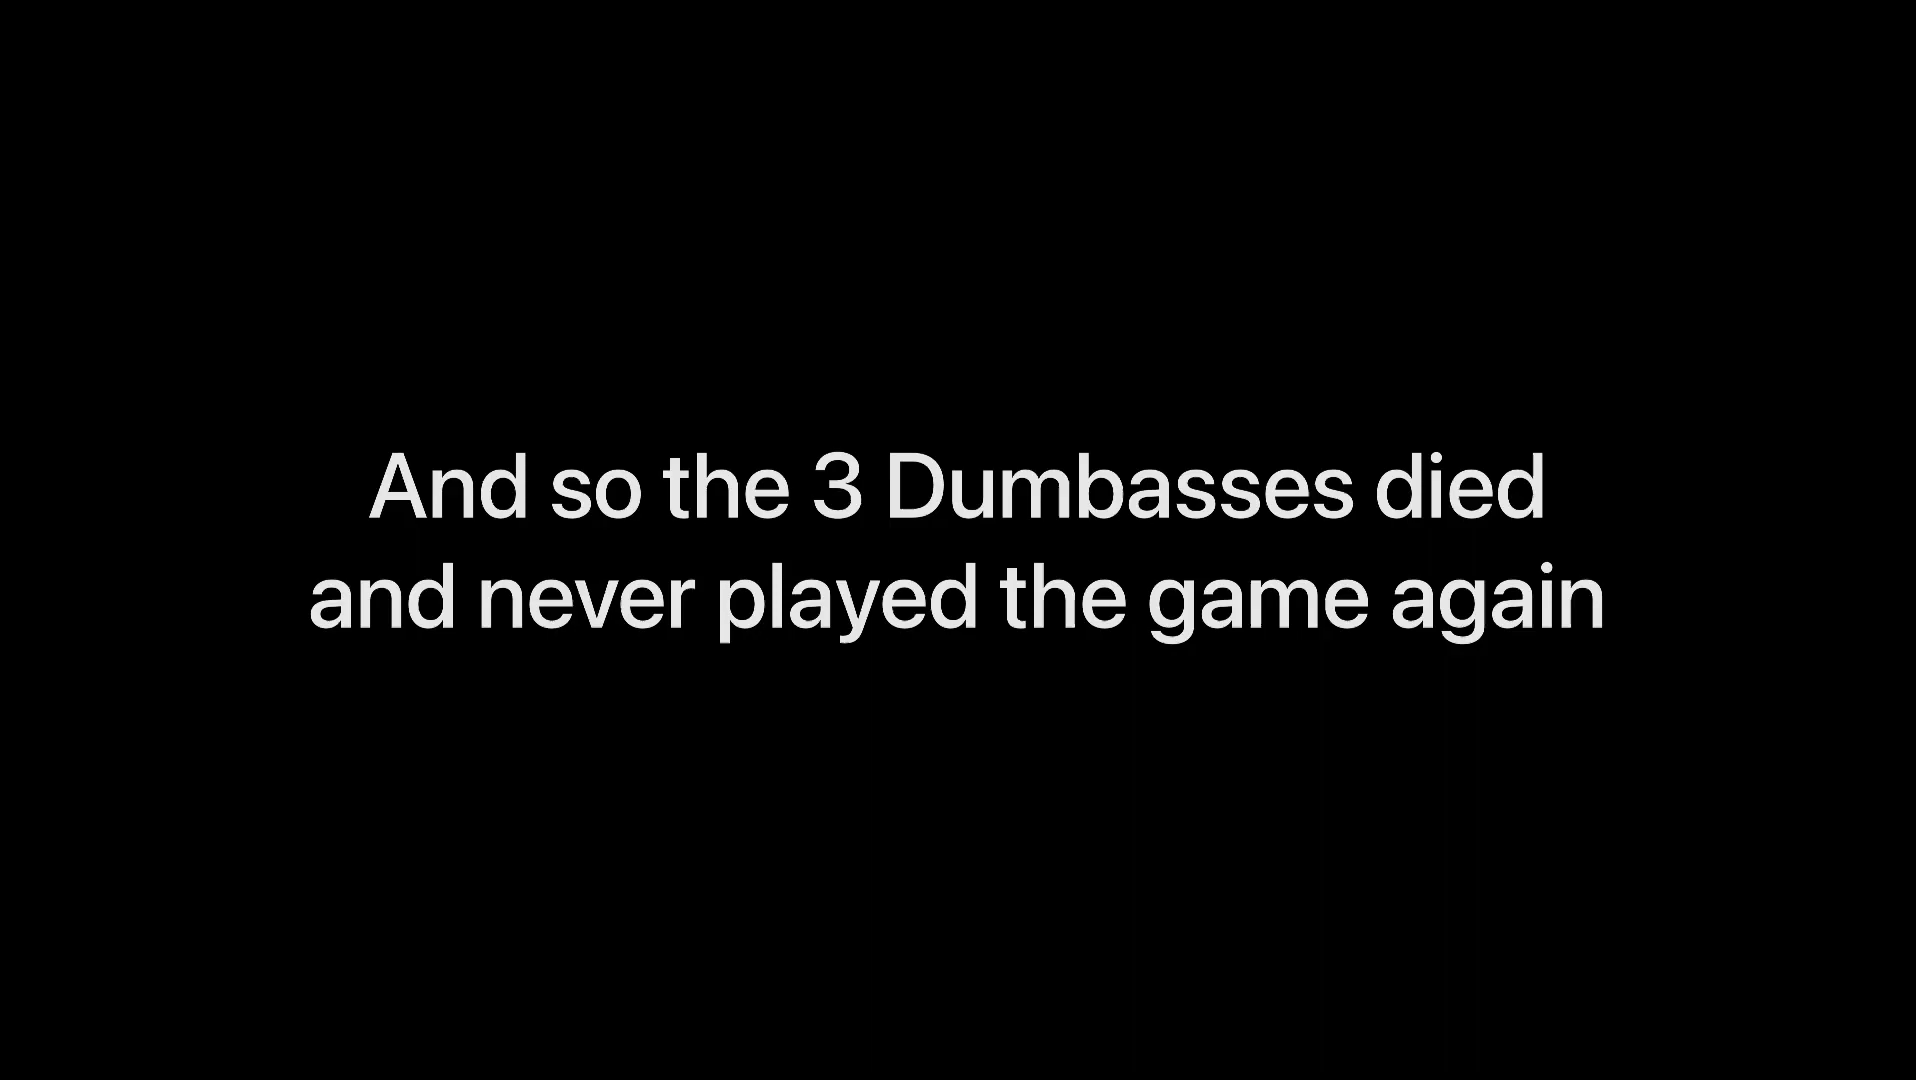 And so the 3 Dumbasses died
and never played the game again